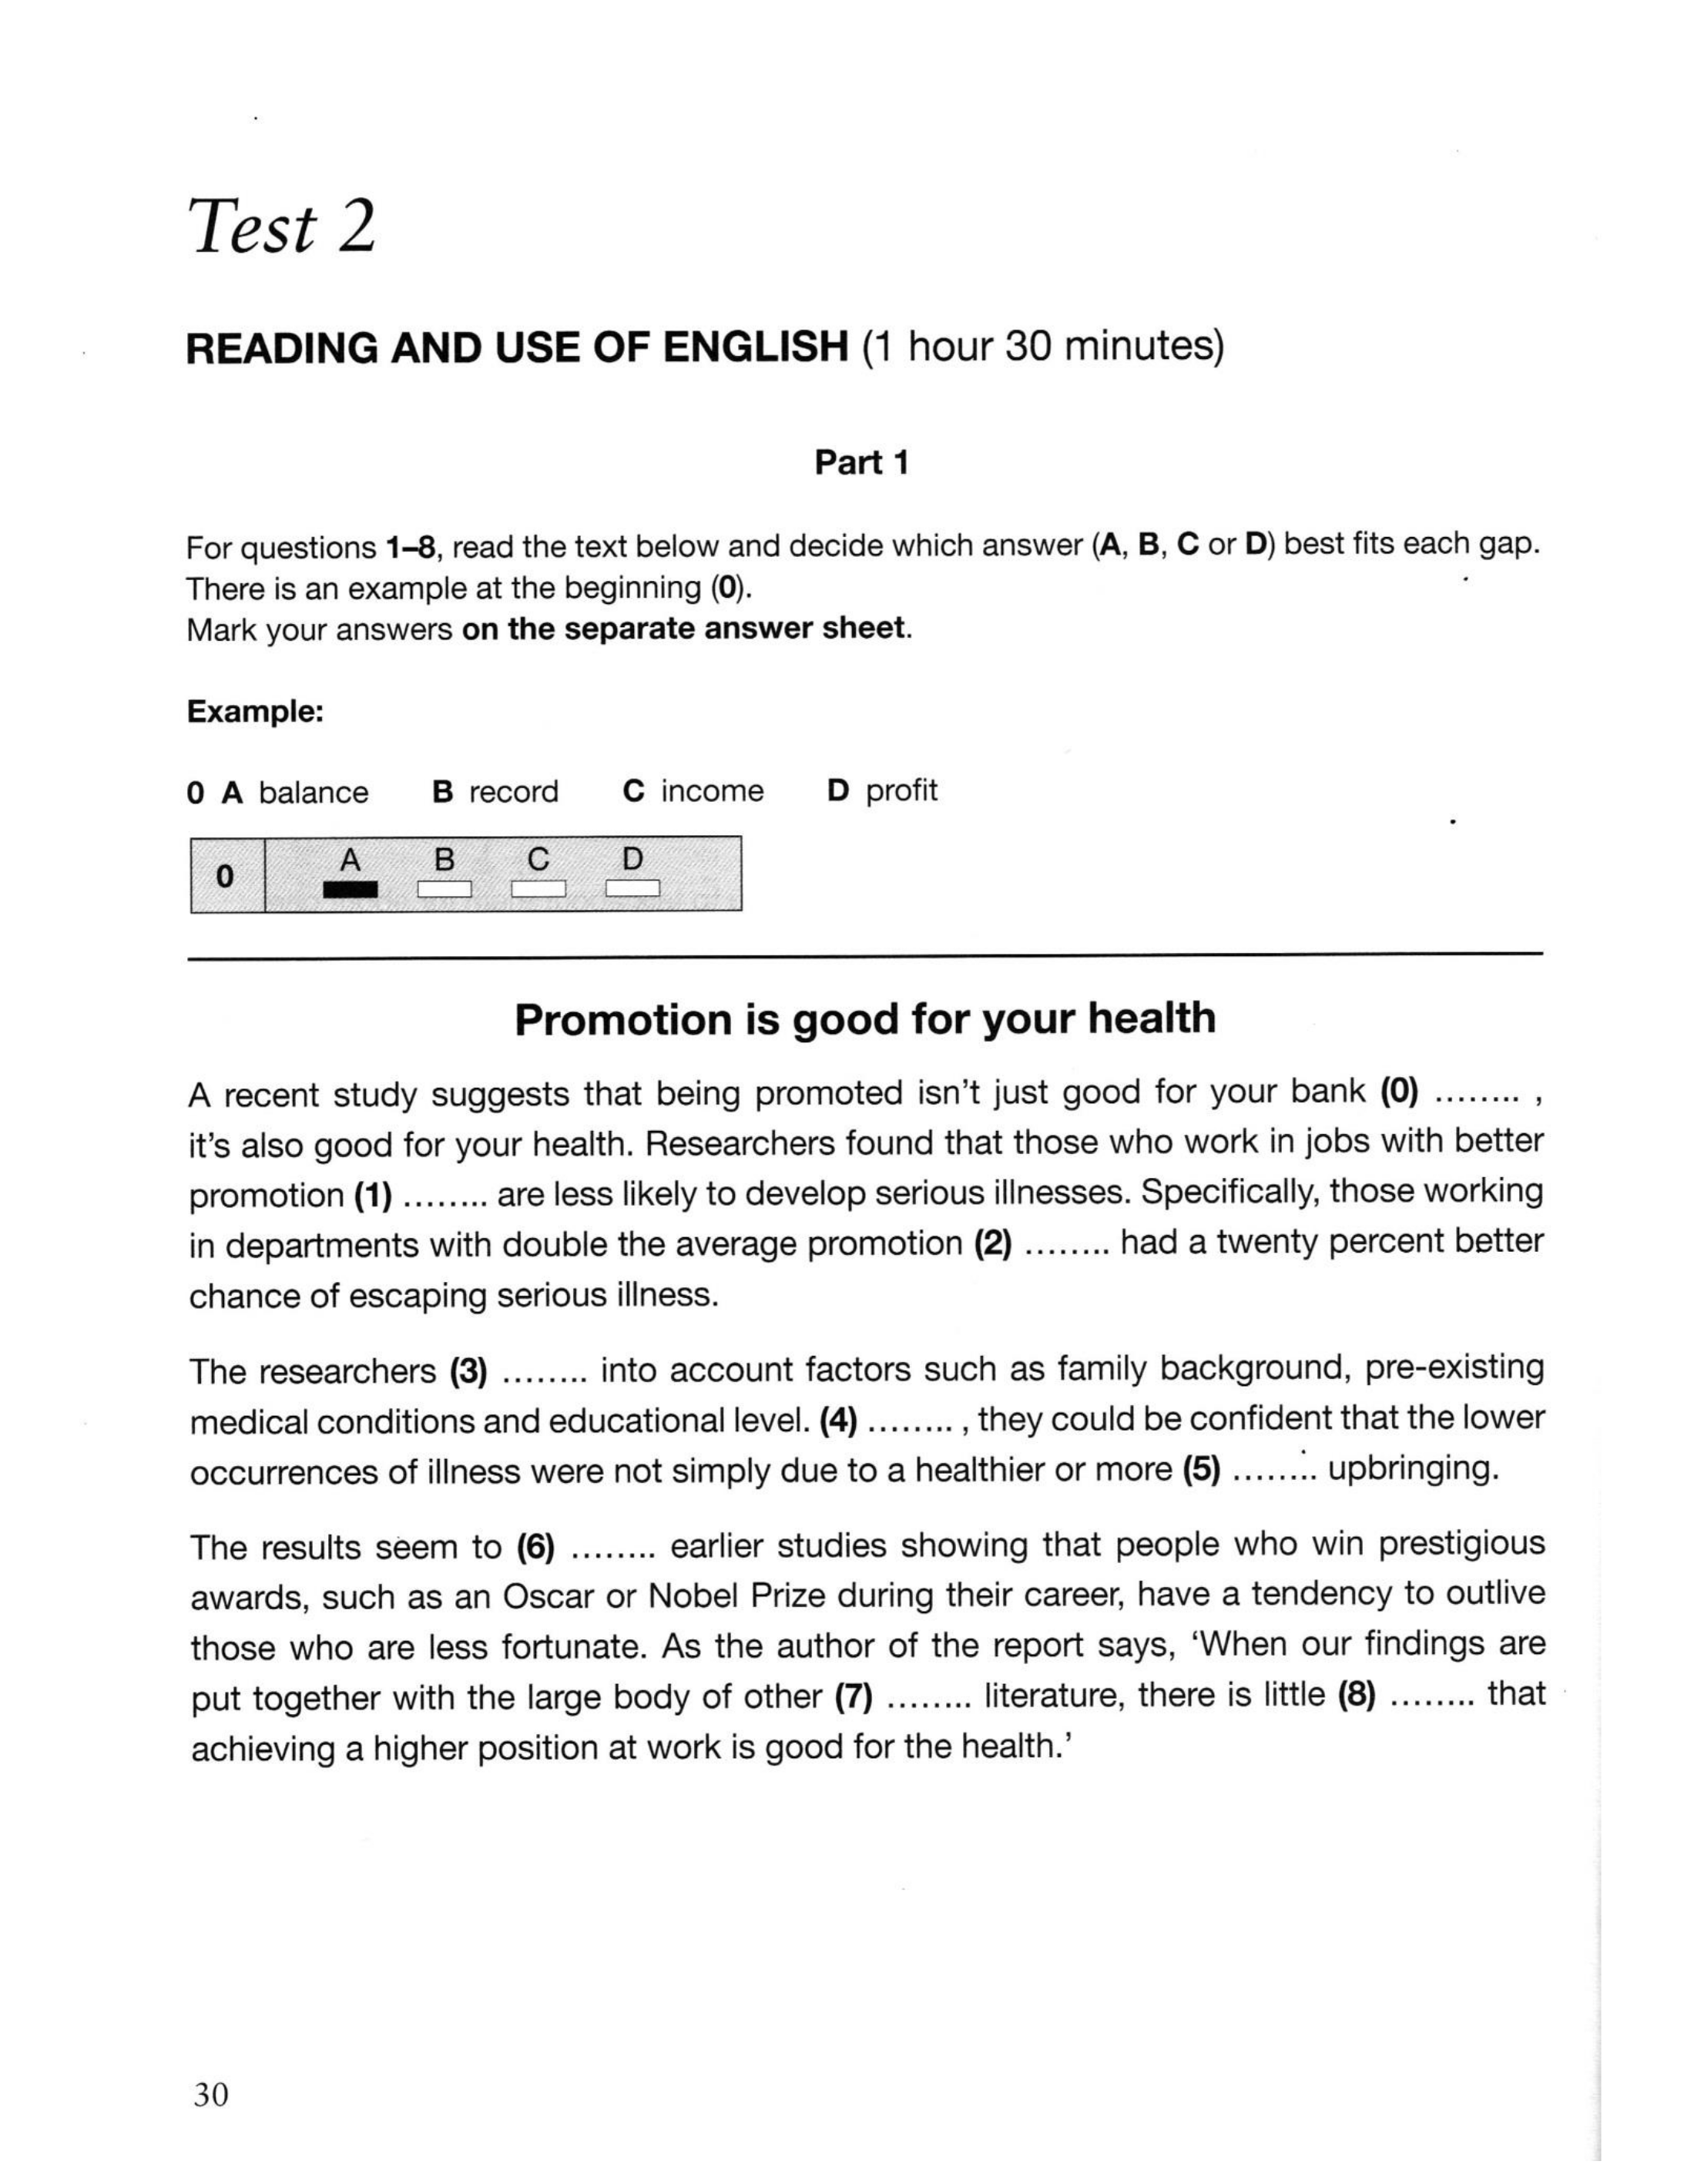 Test 2
READING AND USE OF ENGLISH (1 hour 30 minutes)
Part 1
For questions 1–8, read the text below and decide which answer (A, B, C or D) best fits each gap.
There is an example at the beginning (0).
Mark your answers on the separate answer sheet.
Example:
0 A balance B record C income D profit
0 A B C D
Promotion is good for your health
A recent study suggests that being promoted isn't just good for your bank (0) ........ ,
it's also good for your health. Researchers found that those who work in jobs with better
promotion (1) ........ are less likely to develop serious illnesses. Specifically, those working
in departments with double the average promotion (2) ........ had a twenty percent better
chance of escaping serious illness.
The researchers (3) ........ into account factors such as family background, pre-existing
medical conditions and educational level. (4) ........ , they could be confident that the lower
occurrences of illness were not simply due to a healthier or more (5) ........ upbringing.
The results seem to (6) ........ earlier studies showing that people who win prestigious
awards, such as an Oscar or Nobel Prize during their career, have a tendency to outlive
those who are less fortunate. As the author of the report says, 'When our findings are
put together with the large body of other (7) ........ literature, there is little (8) ........ that
achieving a higher position at work is good for the health.'
30